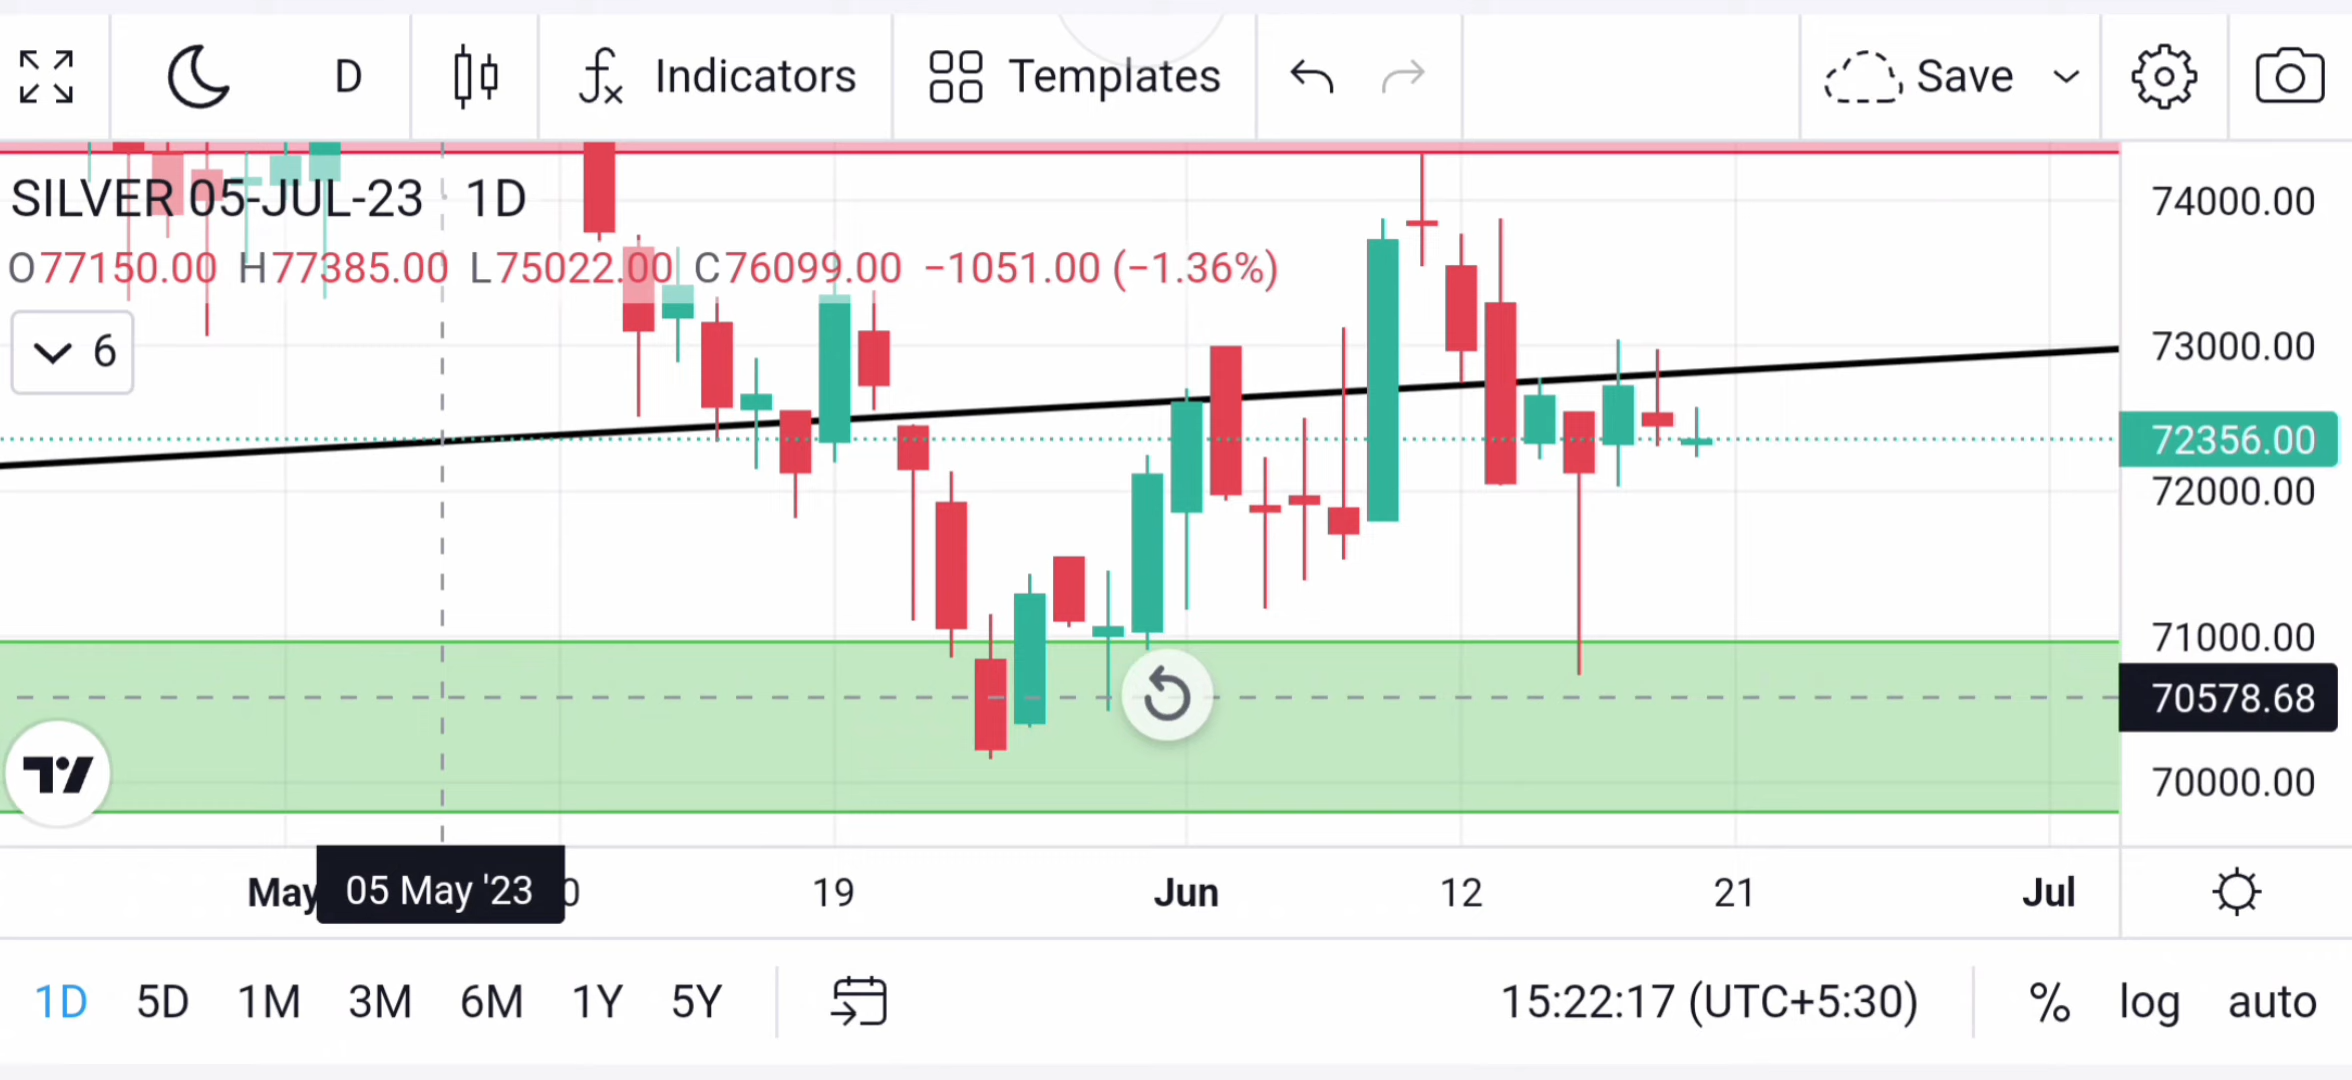 D Indicators Templates Save
SILVER 05-JUL-23 · 1D
O77150.00 H77385.00 L75022.00 C76099.00 −1051.00 (−1.36%)
6
74000.00
73000.00
72356.00
72000.00
71000.00
70578.68
70000.00
May 05 May '23 0 19 Jun 12 21 Jul
1D 5D 1M 3M 6M 1Y 5Y 15:22:17 (UTC+5:30) % log auto